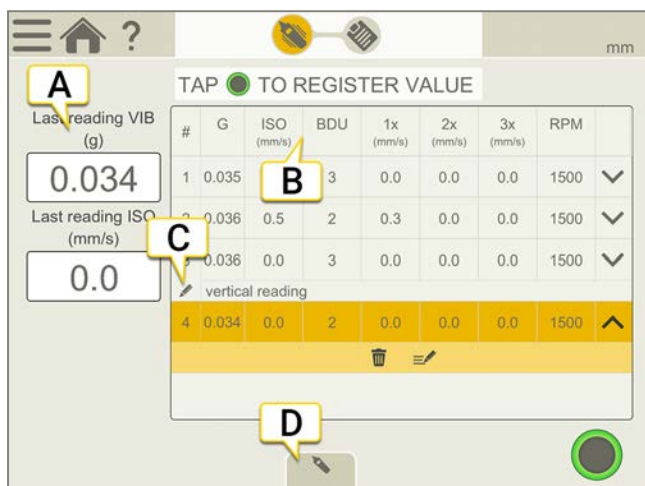 ?
mm
A
TAP TO REGISTER VALUE
Last reading VIB
(g)
0.034
Last reading ISO
(mm/s)
0.0
# G ISO (mm/s) BDU 1x (mm/s) 2x (mm/s) 3x (mm/s) RPM
B
1 0.035 3 0.0 0.0 0.0 1500
0.036 0.5 2 0.3 0.0 0.0 1500
C
0.036 0.0 3 0.0 0.0 0.0 1500
vertical reading
4 0.034 0.0 2 0.0 0.0 0.0 1500
D